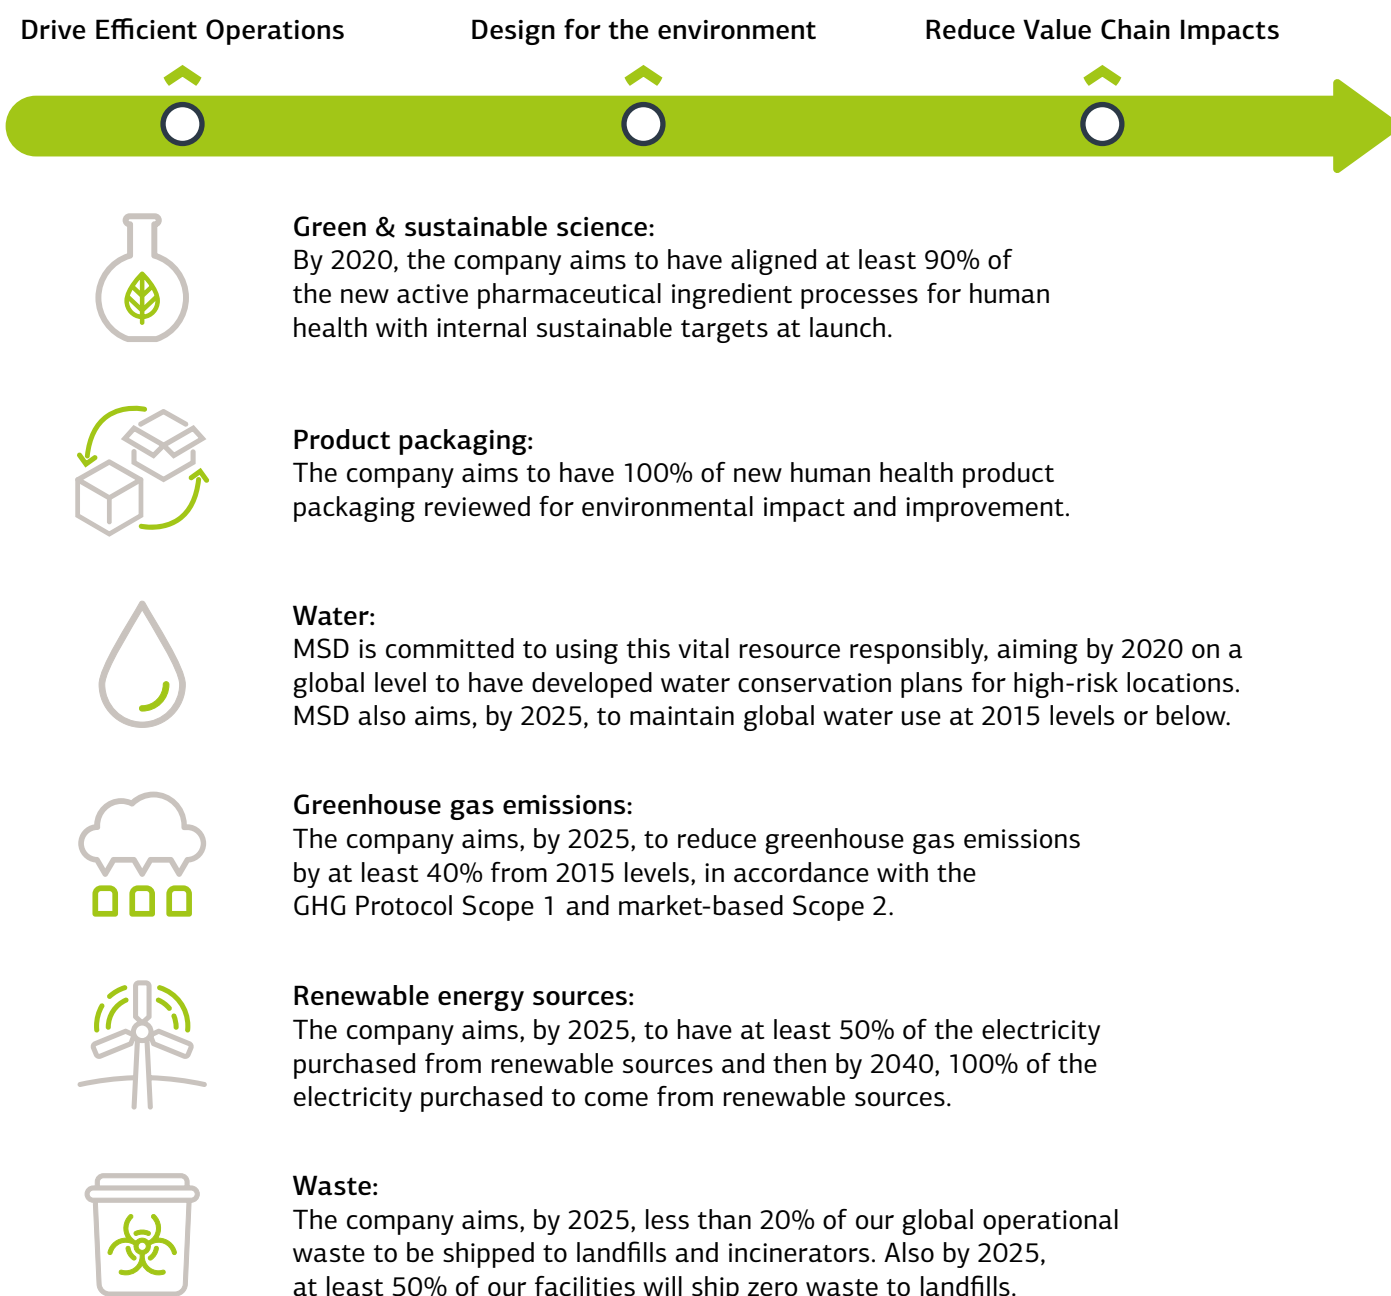 Drive Efficient Operations
Design for the environment
Reduce Value Chain Impacts
Green & sustainable science:
By 2020, the company aims to have aligned at least 90% of
the new active pharmaceutical ingredient processes for human
health with internal sustainable targets at launch.
Product packaging:
The company aims to have 100% of new human health product
packaging reviewed for environmental impact and improvement.
Water:
MSD is committed to using this vital resource responsibly, aiming by 2020 on a
global level to have developed water conservation plans for high-risk locations.
MSD also aims, by 2025, to maintain global water use at 2015 levels or below.
Greenhouse gas emissions:
The company aims, by 2025, to reduce greenhouse gas emissions
by at least 40% from 2015 levels, in accordance with the
GHG Protocol Scope 1 and market-based Scope 2.
Renewable energy sources:
The company aims, by 2025, to have at least 50% of the electricity
purchased from renewable sources and then by 2040, 100% of the
electricity purchased to come from renewable sources.
Waste:
The company aims, by 2025, less than 20% of our global operational
waste to be shipped to landfills and incinerators. Also by 2025,
at least 50% of our facilities will ship zero waste to landfills.